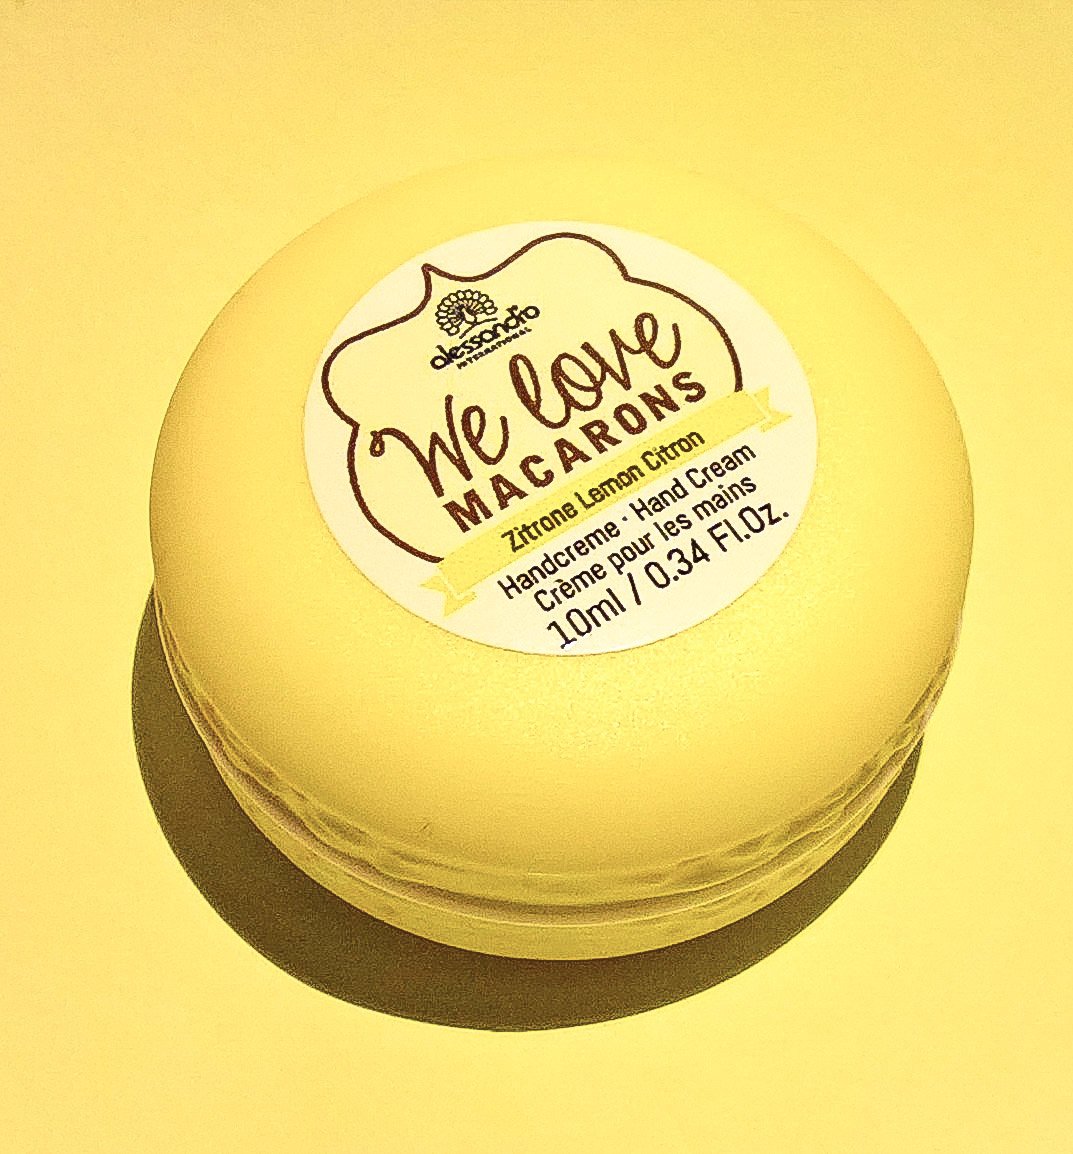 alessandro
INTERNATIONAL
We love
MACARONS
Zitrone Lemon Citron
Handcreme · Hand Cream
Crème pour les mains
10ml / 0.34 Fl.Oz.